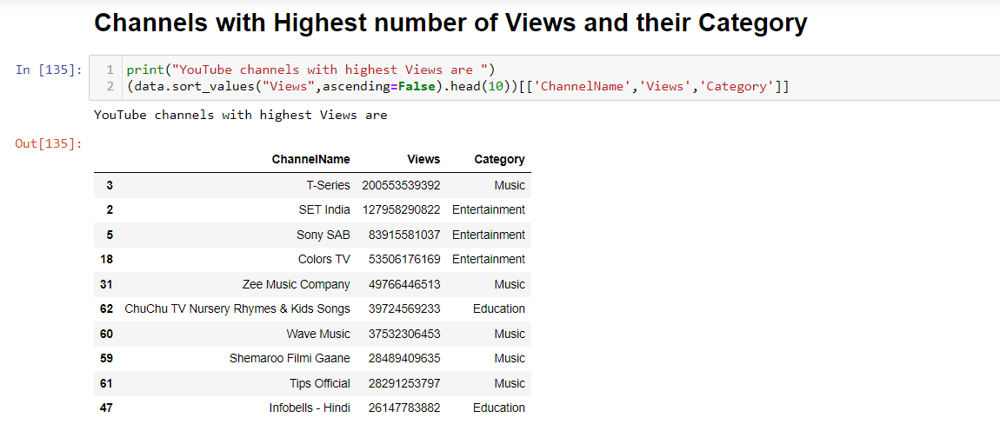 Channels with Highest number of Views and their Category
In [135]: 1 print("YouTube channels with highest Views are ")
2 (data.sort_values("Views",ascending=False).head(10))[['ChannelName','Views','Category']]
YouTube channels with highest Views are
Out[135]:
ChannelName Views Category
3 T-Series 200553539392 Music
2 SET India 127958290822 Entertainment
5 Sony SAB 83915581037 Entertainment
18 Colors TV 53506176169 Entertainment
31 Zee Music Company 49766446513 Music
62 ChuChu TV Nursery Rhymes & Kids Songs 39724569233 Education
60 Wave Music 37532306453 Music
59 Shemaroo Filmi Gaane 28489409635 Music
61 Tips Official 28291253797 Music
47 Infobells - Hindi 26147783882 Education